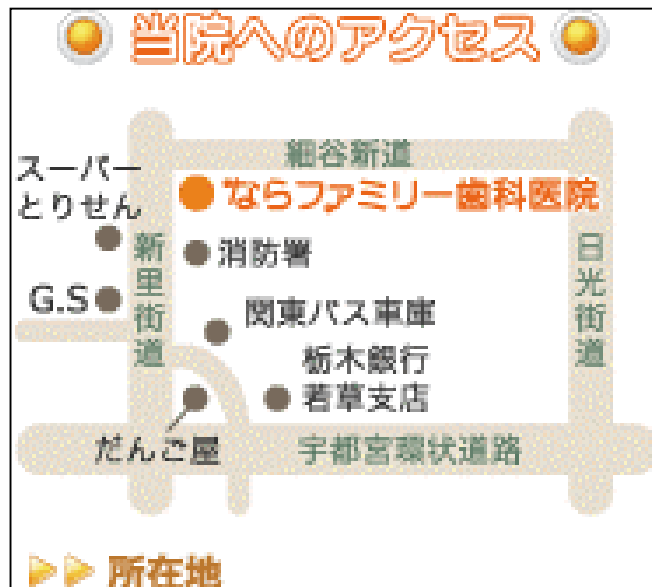 当院へのアクセス
細谷新道
スーパー
とりせん
ならファミリー歯科医院
新里街道
日光街道
消防署
G.S
関東バス車庫
栃木銀行
若草支店
だんご屋
宇都宮環状道路
所在地